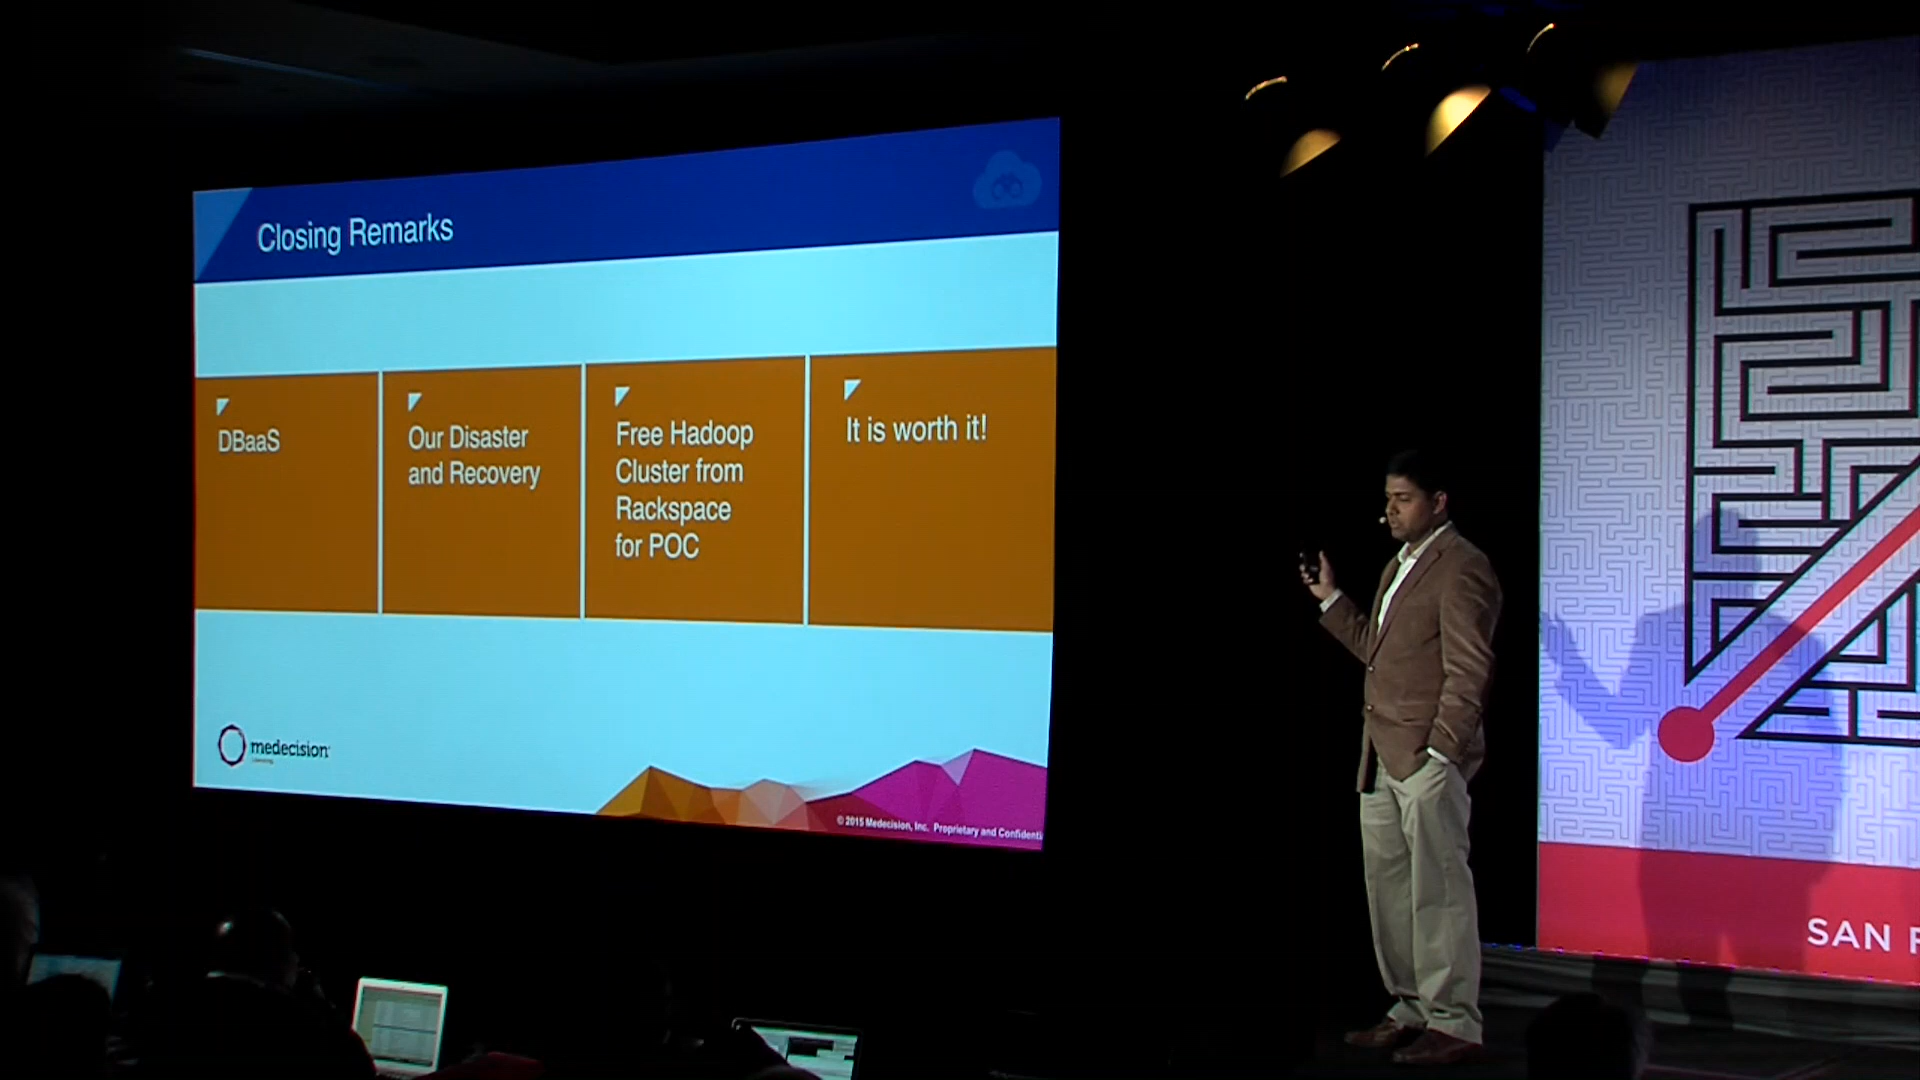 Closing Remarks
DBaaS
Our Disaster
and Recovery
Free Hadoop
Cluster from
Rackspace
for POC
It is worth it!
medecision
© 2015 Medecision, Inc. Proprietary and Confidenti
SAN